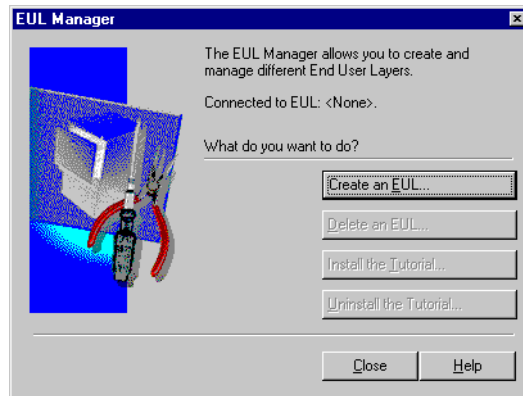 EUL Manager
The EUL Manager allows you to create and
manage different End User Layers.
Connected to EUL: <None>.
What do you want to do?
Create an EUL...
Delete an EUL...
Install the Tutorial...
Uninstall the Tutorial...
Close
Help